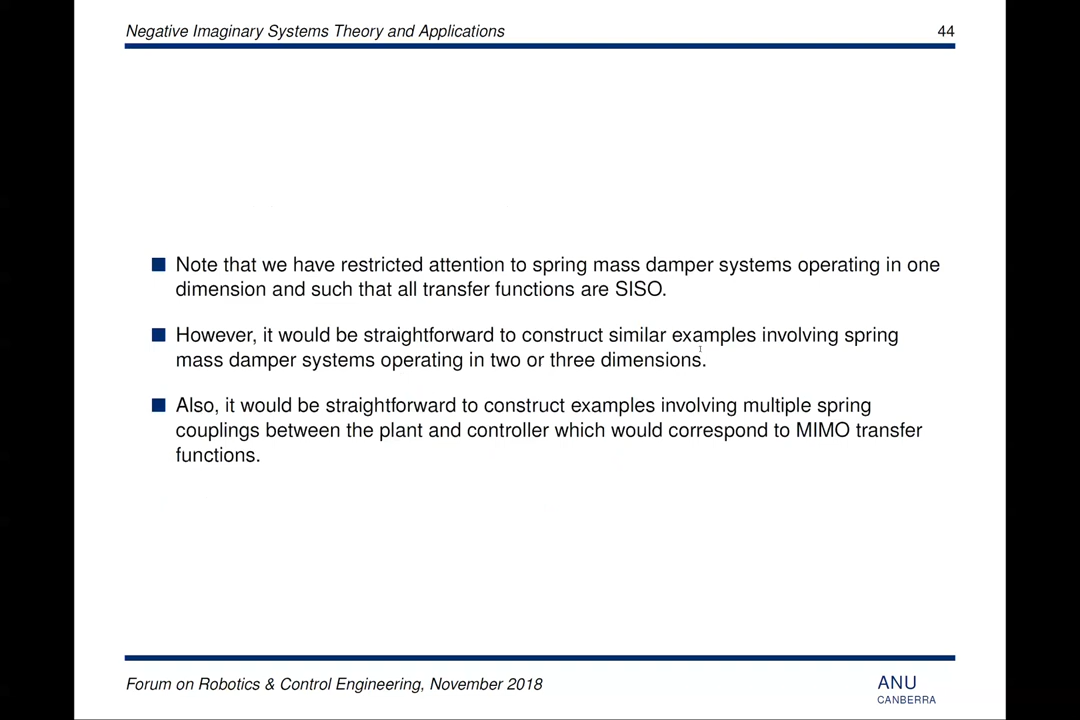 Negative Imaginary Systems Theory and Applications 44
Note that we have restricted attention to spring mass damper systems operating in one
dimension and such that all transfer functions are SISO.
However, it would be straightforward to construct similar examples involving spring
mass damper systems operating in two or three dimensions.
Also, it would be straightforward to construct examples involving multiple spring
couplings between the plant and controller which would correspond to MIMO transfer
functions.
Forum on Robotics & Control Engineering, November 2018
ANU
CANBERRA